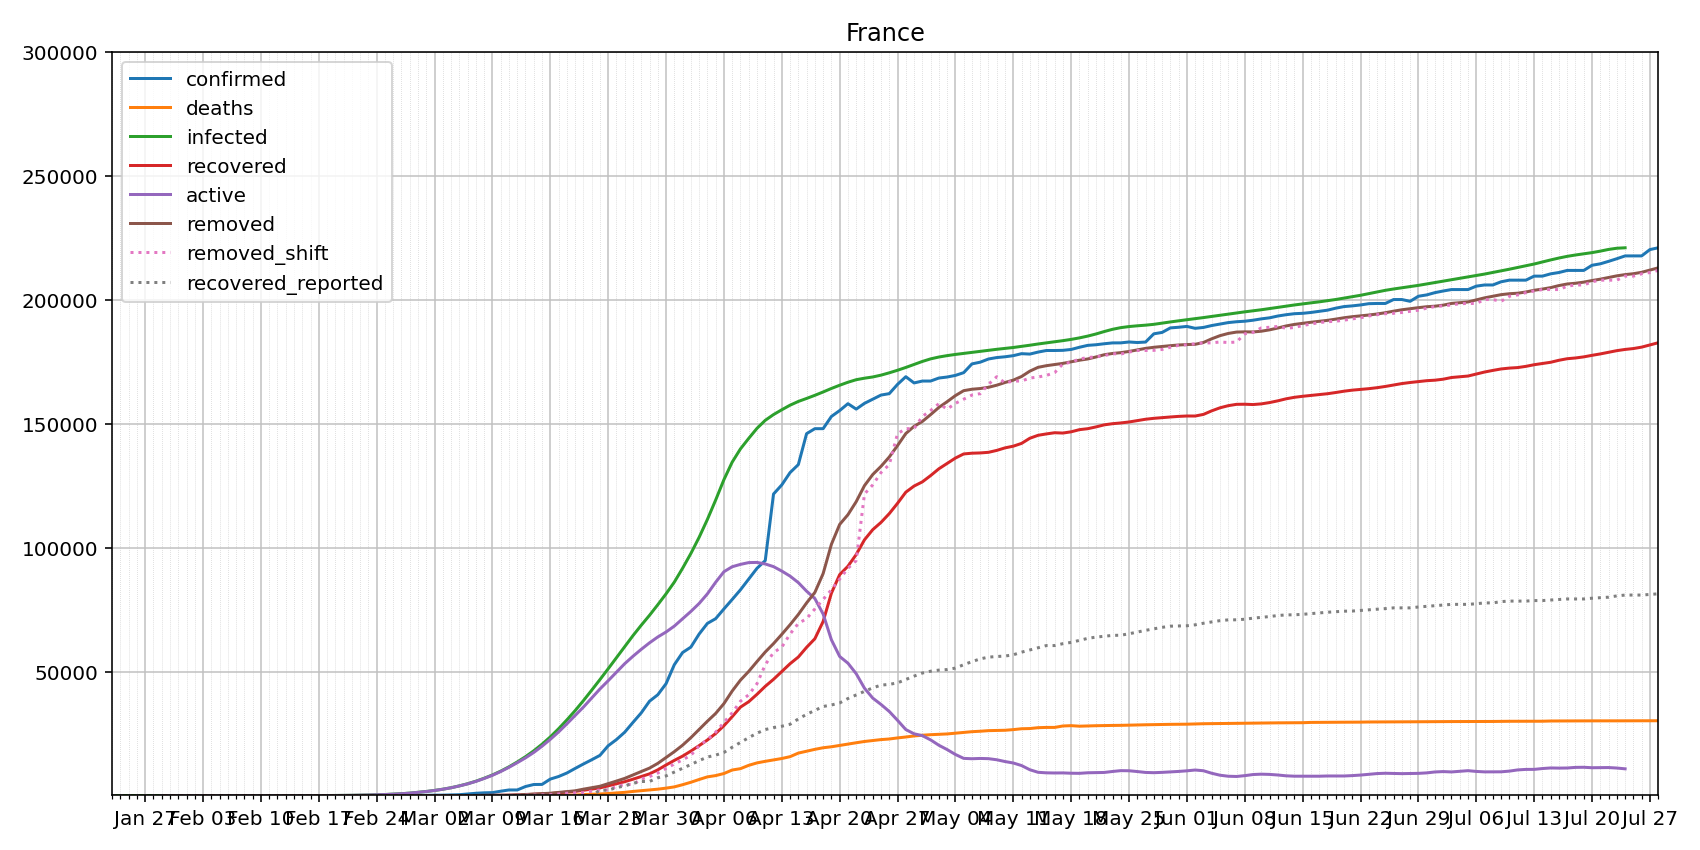 France
300000
250000
200000
150000
100000
50000
confirmed
deaths
infected
recovered
active
removed
removed_shift
recovered_reported
Jan 27 Feb 03 Feb 10 Feb 17 Feb 24 Mar 02 Mar 09 Mar 16 Mar 23 Mar 30 Apr 06 Apr 13 Apr 20 Apr 27 May 04 May 11 May 18 May 25 Jun 01 Jun 08 Jun 15 Jun 22 Jun 29 Jul 06 Jul 13 Jul 20 Jul 27